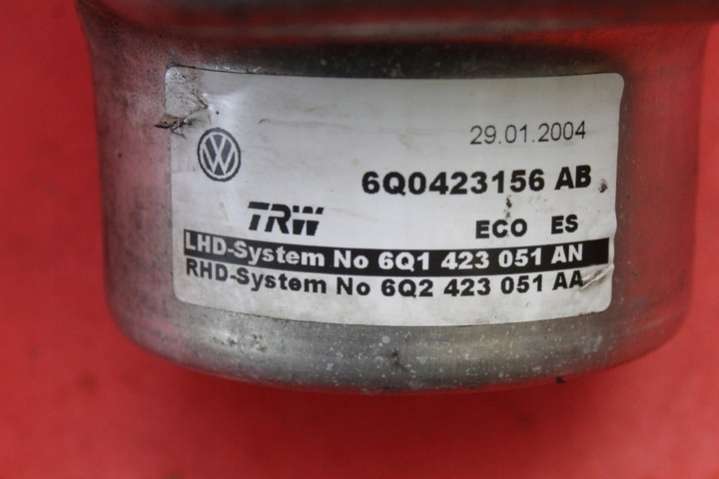 29.01.2004
6Q0423156 AB
TRW ECO ES
LHD-System No 6Q1 423 051 AN
RHD-System No 6Q2 423 051 AA